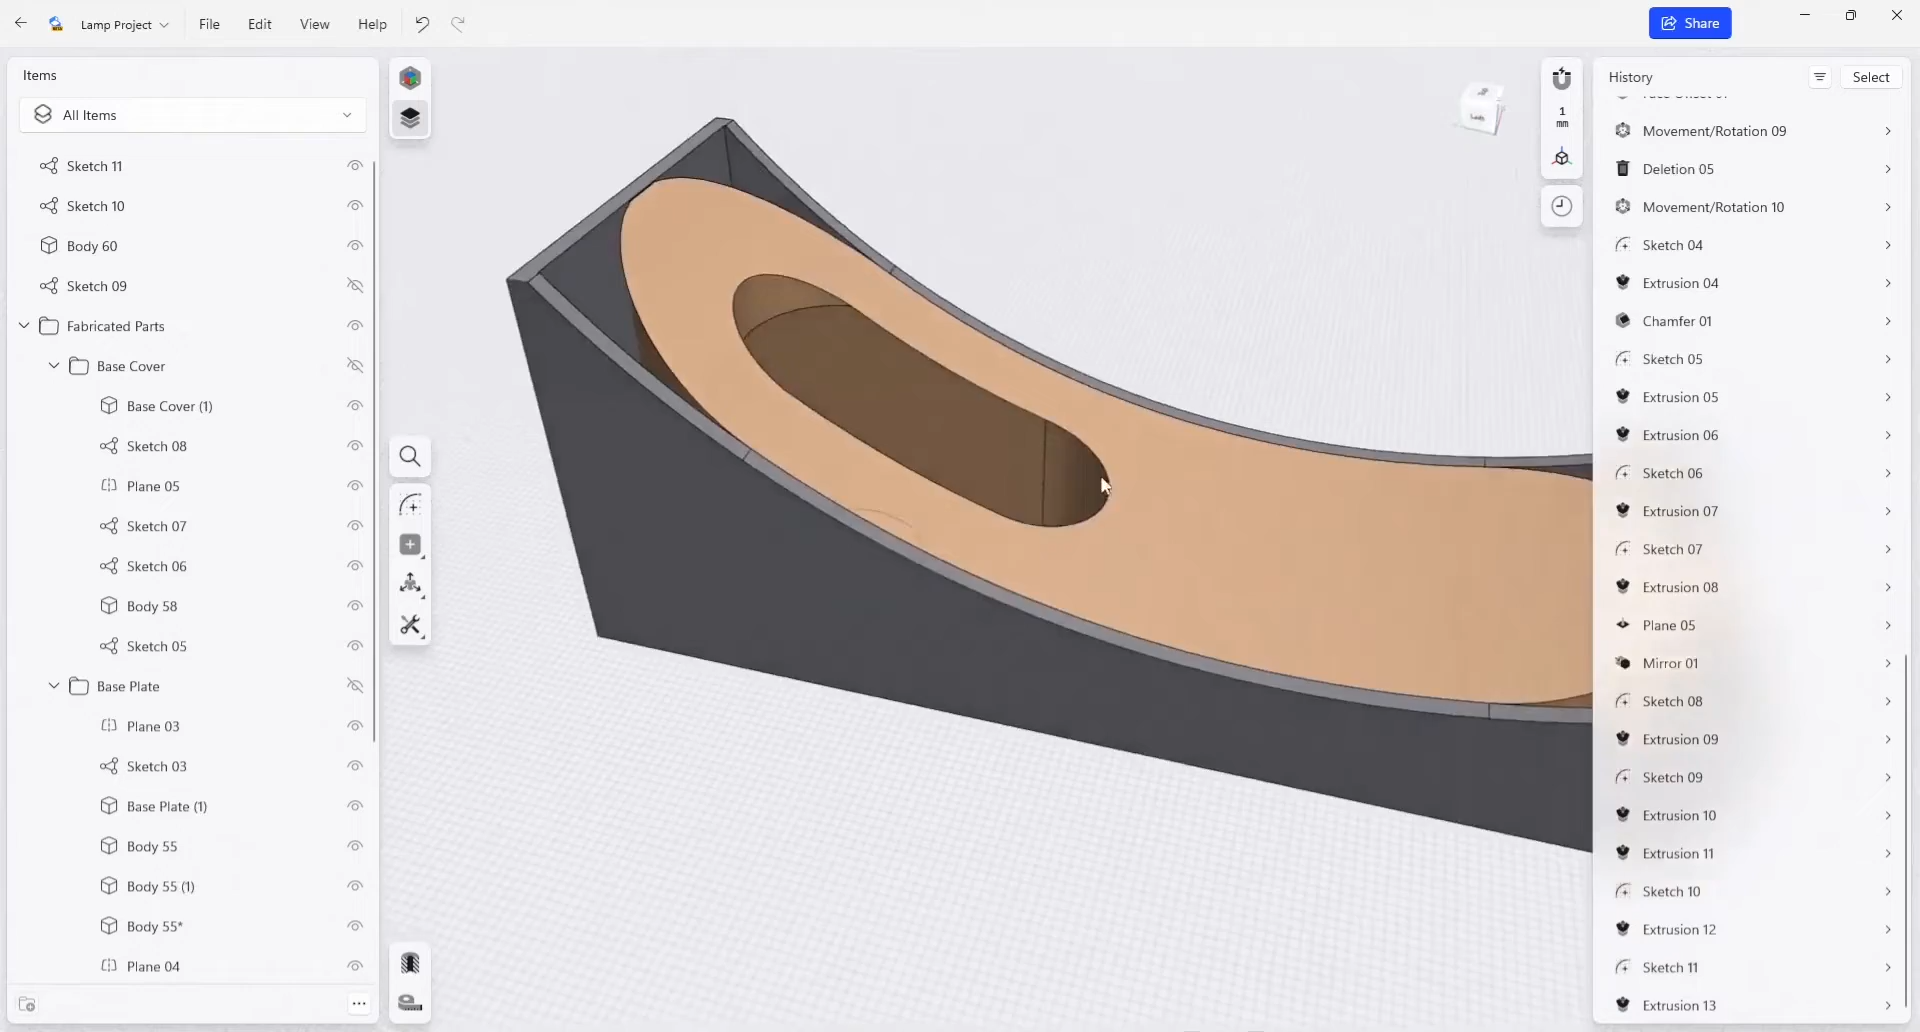 Lamp Project
File
Edit
View
Help
Share
Items
All Items
Sketch 11
Sketch 10
Body 60
Sketch 09
Fabricated Parts
Base Cover
Base Cover (1)
Sketch 08
Plane 05
Sketch 07
Sketch 06
Body 58
Sketch 05
Base Plate
Plane 03
Sketch 03
Base Plate (1)
Body 55
Body 55 (1)
Body 55*
Plane 04
1
mm
History
Select
Movement/Rotation 09
Deletion 05
Movement/Rotation 10
Sketch 04
Extrusion 04
Chamfer 01
Sketch 05
Extrusion 05
Extrusion 06
Sketch 06
Extrusion 07
Sketch 07
Extrusion 08
Plane 05
Mirror 01
Sketch 08
Extrusion 09
Sketch 09
Extrusion 10
Extrusion 11
Sketch 10
Extrusion 12
Sketch 11
Extrusion 13